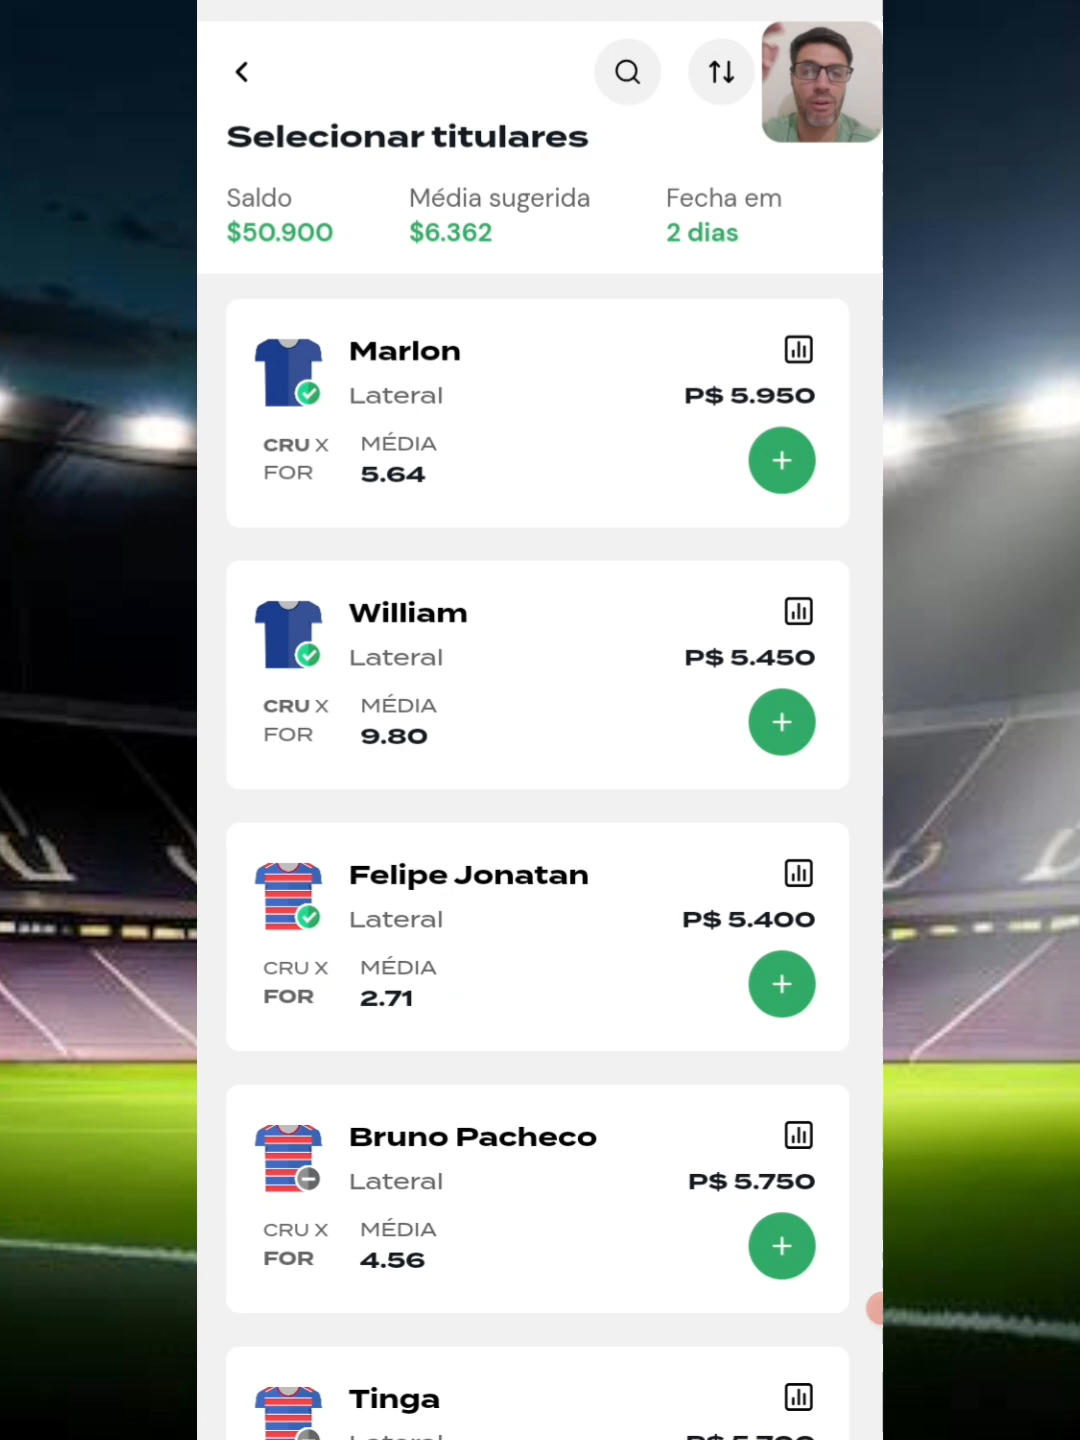 Selecionar titulares
Saldo
Média sugerida
Fecha em
$50.900
$6.362
2 dias
Marlon
Lateral
P$ 5.950
CRU X
FOR
MÉDIA
5.64
William
Lateral
P$ 5.450
CRU X
FOR
MÉDIA
9.80
Felipe Jonatan
Lateral
P$ 5.400
CRU X
FOR
MÉDIA
2.71
Bruno Pacheco
Lateral
P$ 5.750
CRU X
FOR
MÉDIA
4.56
Tinga
Lateral